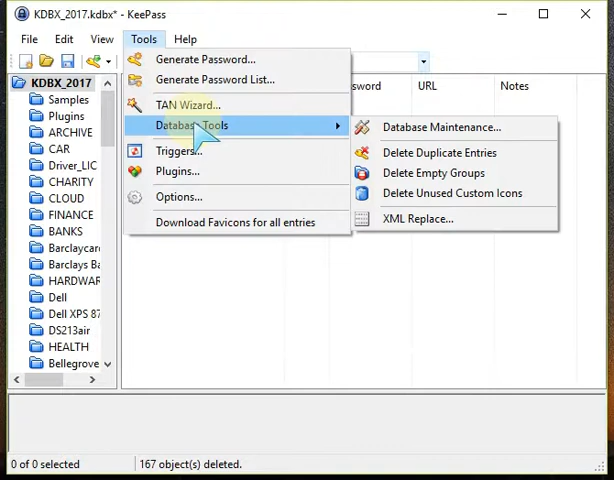 KDBX_2017.kdbx* - KeePass
File Edit View Tools Help
Generate Password...
Generate Password List...
TAN Wizard...
Database Tools
Triggers...
Plugins...
Options...
Download Favicons for all entries
Database Maintenance...
Delete Duplicate Entries
Delete Empty Groups
Delete Unused Custom Icons
XML Replace...
sword URL Notes
KDBX_2017
Samples
Plugins
ARCHIVE
CAR
Driver_LIC
CHARITY
CLOUD
FINANCE
BANKS
Barclaycar
Barclays Ba
HARDWAR
Dell
Dell XPS 87
DS213air
HEALTH
Bellegrove
0 of 0 selected 167 object(s) deleted.